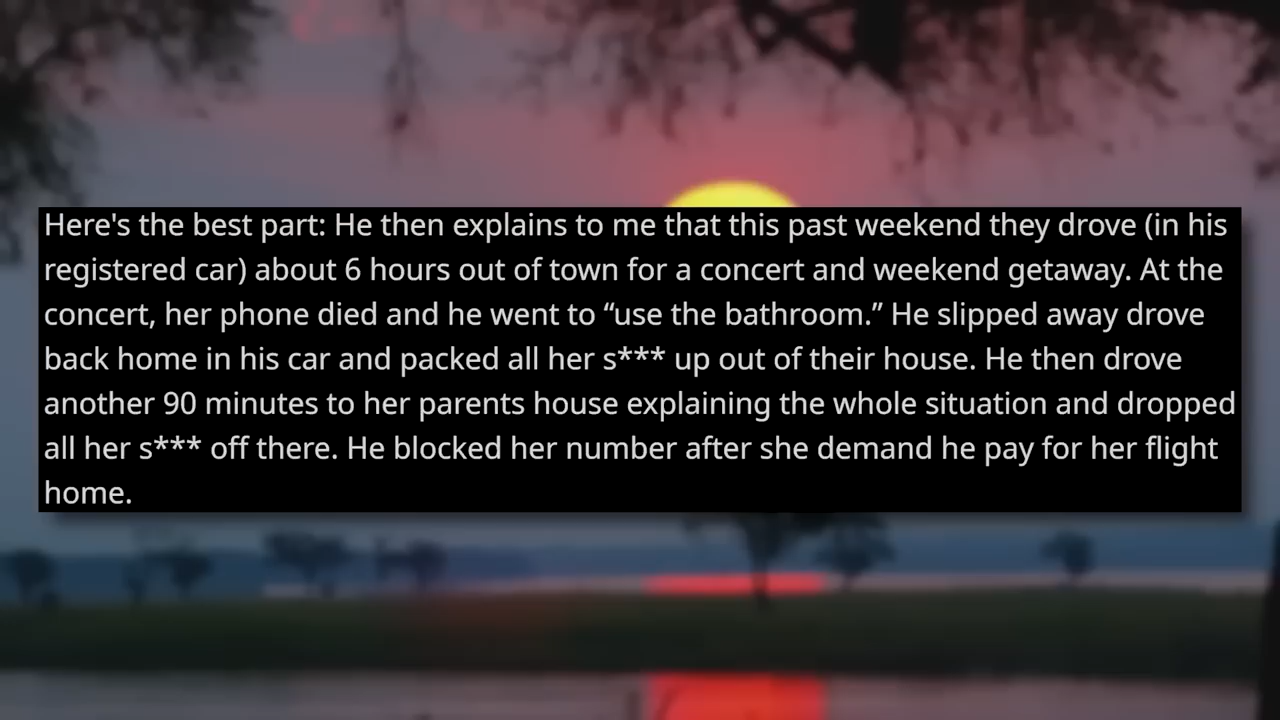 Here's the best part: He then explains to me that this past weekend they drove (in his
registered car) about 6 hours out of town for a concert and weekend getaway. At the
concert, her phone died and he went to “use the bathroom.” He slipped away drove
back home in his car and packed all her s*** up out of their house. He then drove
another 90 minutes to her parents house explaining the whole situation and dropped
all her s*** off there. He blocked her number after she demand he pay for her flight
home.